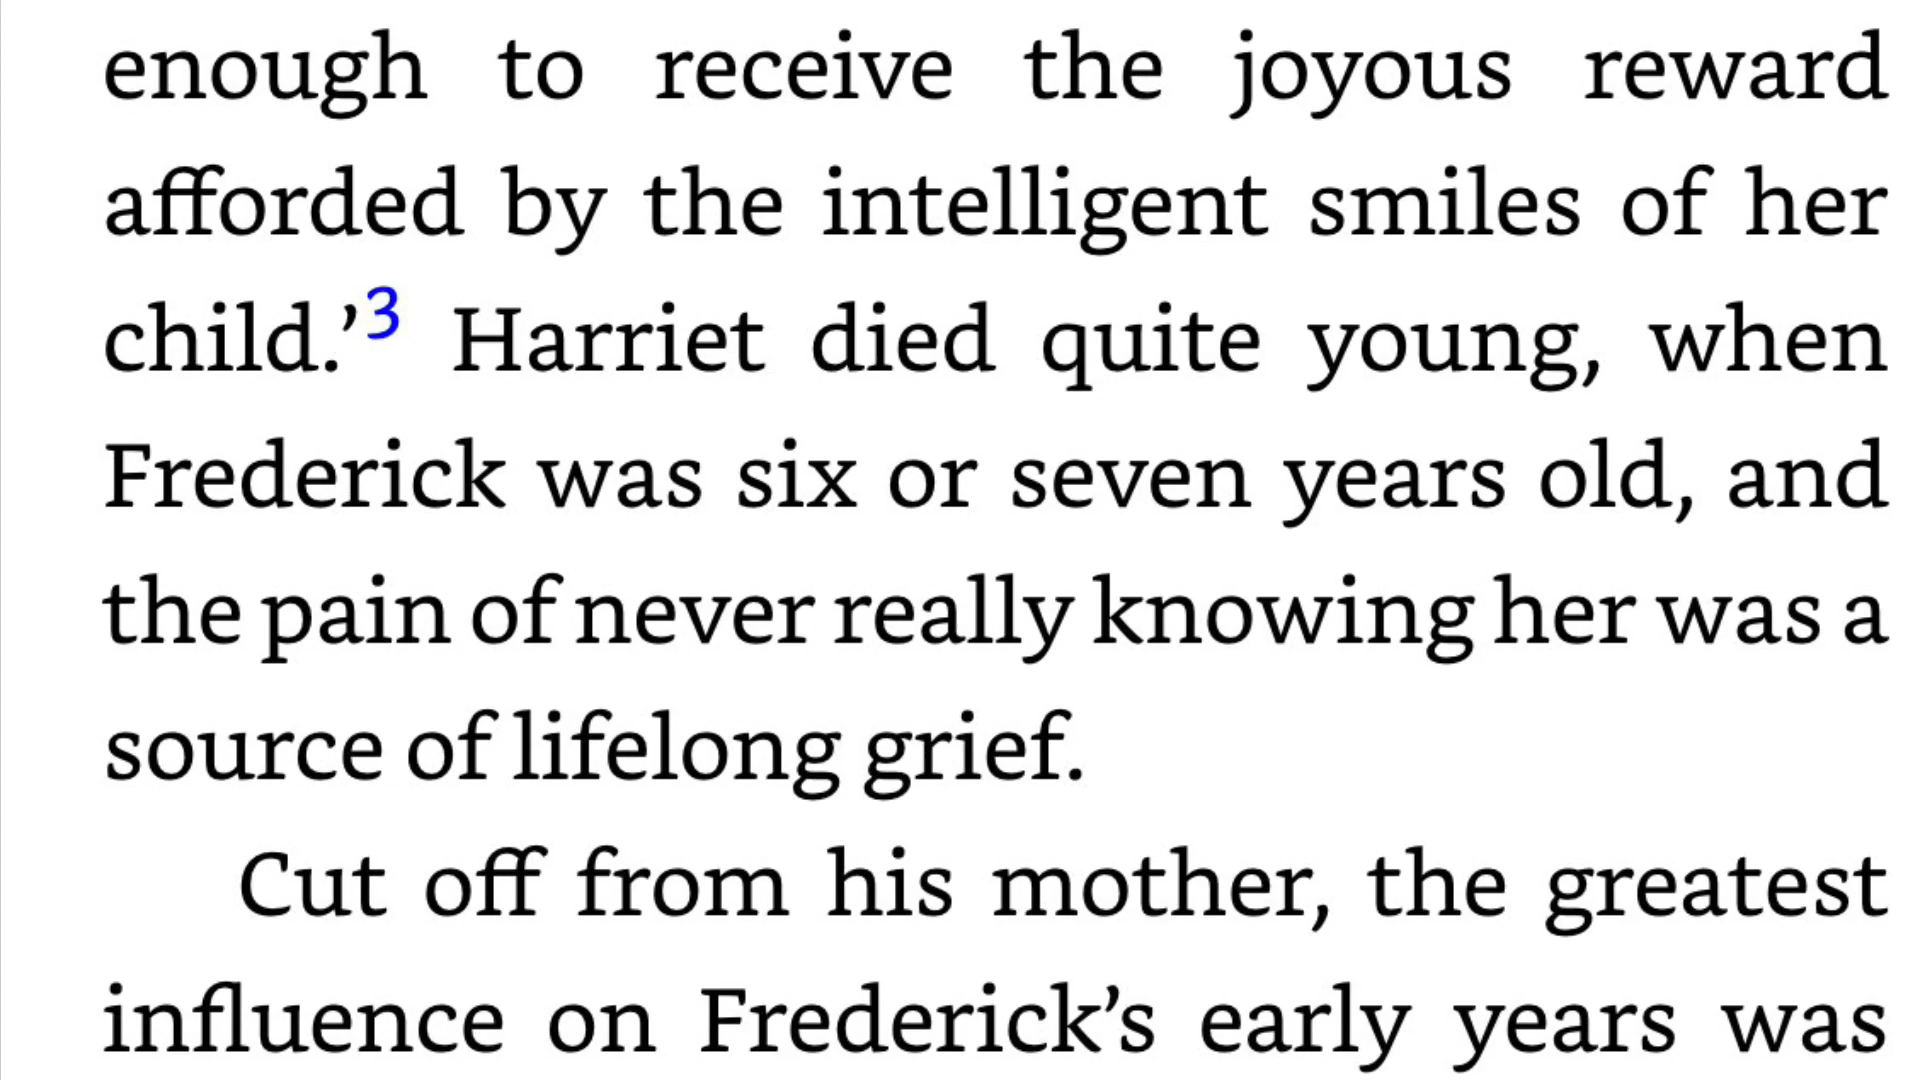 enough to receive the joyous reward
afforded by the intelligent smiles of her
child.’3 Harriet died quite young, when
Frederick was six or seven years old, and
the pain of never really knowing her was a
source of lifelong grief.
Cut off from his mother, the greatest
influence on Frederick’s early years was